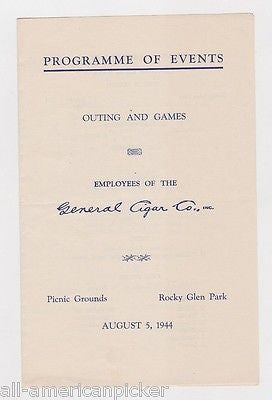 PROGRAMME OF EVENTS
OUTING AND GAMES
EMPLOYEES OF THE
General Cigar Co., INC.
Picnic Grounds Rocky Glen Park
AUGUST 5, 1944
all-americanpicker